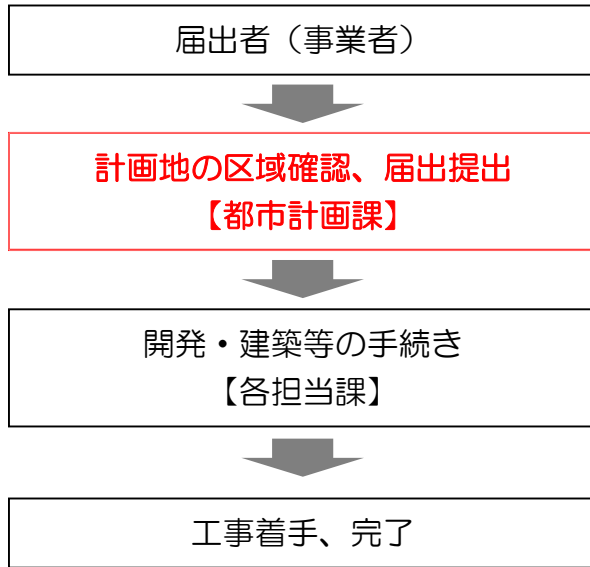 届出者（事業者）
計画地の区域確認、届出提出
【都市計画課】
開発・建築等の手続き
【各担当課】
工事着手、完了